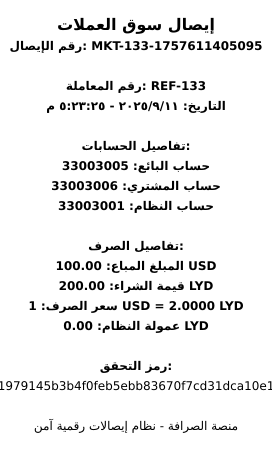 إيصال سوق العملات
رقم الإيصال: MKT-133-1757611405095
رقم المعاملة: REF-133
التاريخ: ٢٠٢٥/٩/١١ - ٥:٢٣:٢٥ م
تفاصيل الحسابات:
حساب البائع: 33003005
حساب المشتري: 33003006
حساب النظام: 33003001
تفاصيل الصرف:
المبلغ المباع: 100.00 USD
قيمة الشراء: 200.00 LYD
سعر الصرف: 1 USD = 2.0000 LYD
عمولة النظام: 0.00 LYD
رمز التحقق:
1979145b3b4f0feb5ebb83670f7cd31dca10e1
منصة الصرافة - نظام إيصالات رقمية آمن